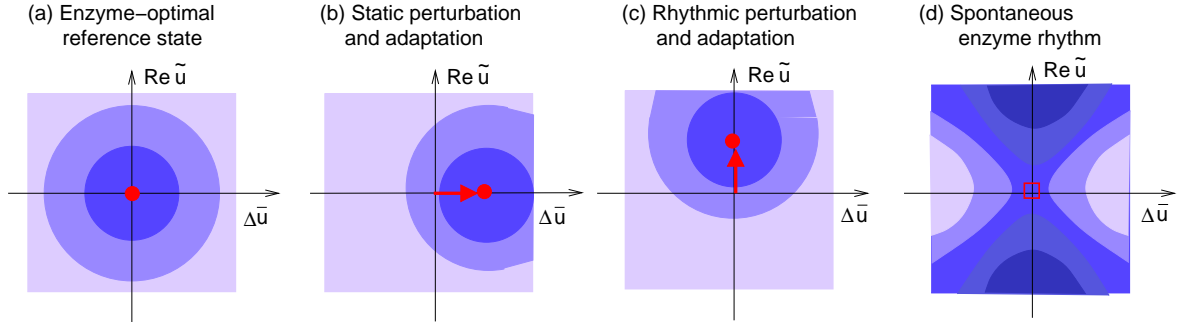 (a) Enzyme−optimal
reference state
Re ũ
Δū
(b) Static perturbation
and adaptation
Re ũ
Δū
(c) Rhythmic perturbation
and adaptation
Re ũ
Δū
(d) Spontaneous
enzyme rhythm
Re ũ
Δū